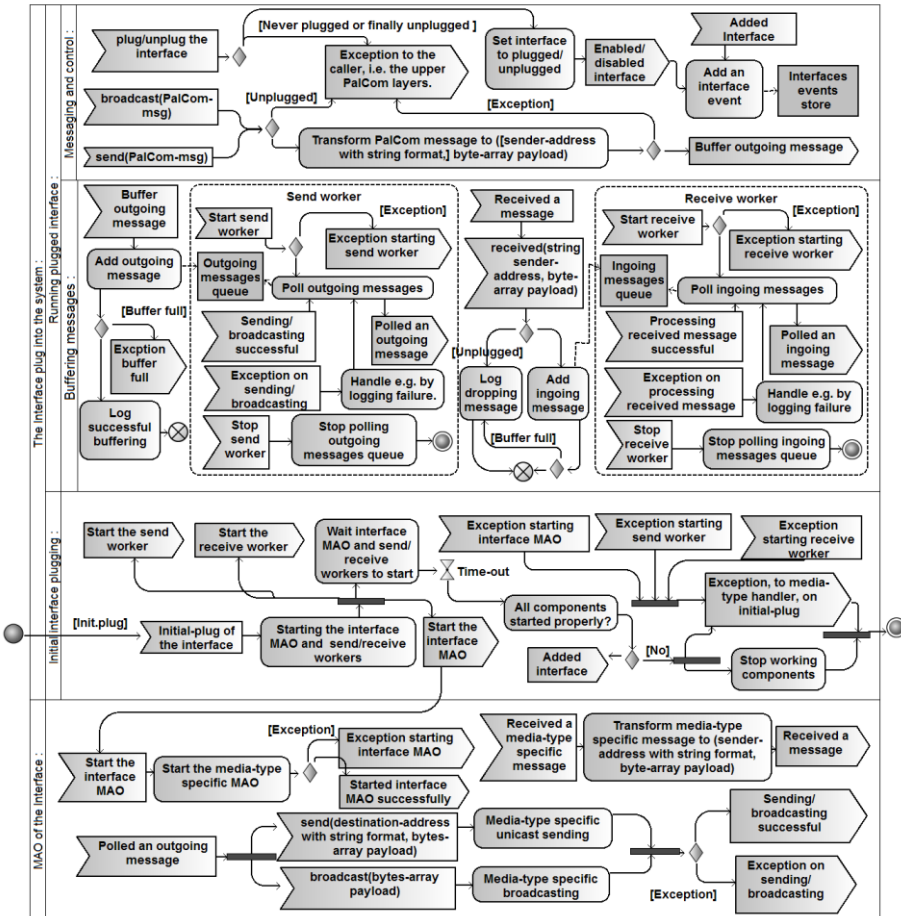 The Interface plug into the system :
Running plugged interface :
Messaging and control :
plug/unplug the
interface
[Never plugged or finally unplugged ]
Exception to the
caller, i.e. the upper
PalCom layers.
Set interface
to plugged/
unplugged
Enabled/
disabled
interface
Added
Interface
Add an
interface
event
Interfaces
events
store
broadcast(PalCom-
msg)
[Unplugged]
[Exception]
send(PalCom-msg)
Transform PalCom message to ([sender-address
with string format,] byte-array payload)
Buffer outgoing message
Buffering messages :
Buffer
outgoing
message
Add outgoing
message
[Buffer full]
Excption
buffer
full
Log
successful
buffering
Send worker
Start send
worker
[Exception]
Exception starting
send worker
Outgoing
messages
queue
Poll outgoing messages
Sending/
broadcasting
successful
Polled an
outgoing
message
Exception on
sending/
broadcasting
Handle e.g. by
logging failure.
Stop
send
worker
Stop polling
outgoing
messages queue
Received a
message
received(string
sender-
address, byte-
array payload)
[Unplugged]
Log
dropping
message
Add
ingoing
message
[Buffer full]
Receive worker
Start receive
worker
[Exception]
Exception starting
receive worker
Ingoing
messages
queue
Poll ingoing messages
Processing
received message
successful
Polled an
ingoing
message
Exception on
processing
received message
Handle e.g. by
logging failure
Stop
receive
worker
Stop polling ingoing
messages queue
Initial interface plugging :
Start the send
worker
Start the
receive worker
Wait interface
MAO and send/
receive
workers to start
Time-out
Exception starting
interface MAO
Exception starting
send worker
Exception
starting receive
worker
Exception, to media-
type handler, on
initial-plug
All components
started properly?
[Init.plug]
Initial-plug of
the interface
Starting the interface
MAO and  send/receive
workers
Start the
interface
MAO
Added
interface
[No]
Stop working
components
MAO of the Interface :
Start the
interface
MAO
Start the media-type
specific MAO
[Exception]
Exception starting
interface MAO
Started interface
MAO successfully
Received a
media-type
specific
message
Transform media-type
specific message to (sender-
address with string format,
byte-array payload)
Received a
message
Polled an outgoing
message
send(destination-address
with string format, bytes-
array payload)
Media-type specific
unicast sending
broadcast(bytes-array
payload)
Media-type specific
broadcasting
[Exception]
Sending/
broadcasting
successful
Exception on
sending/
broadcasting